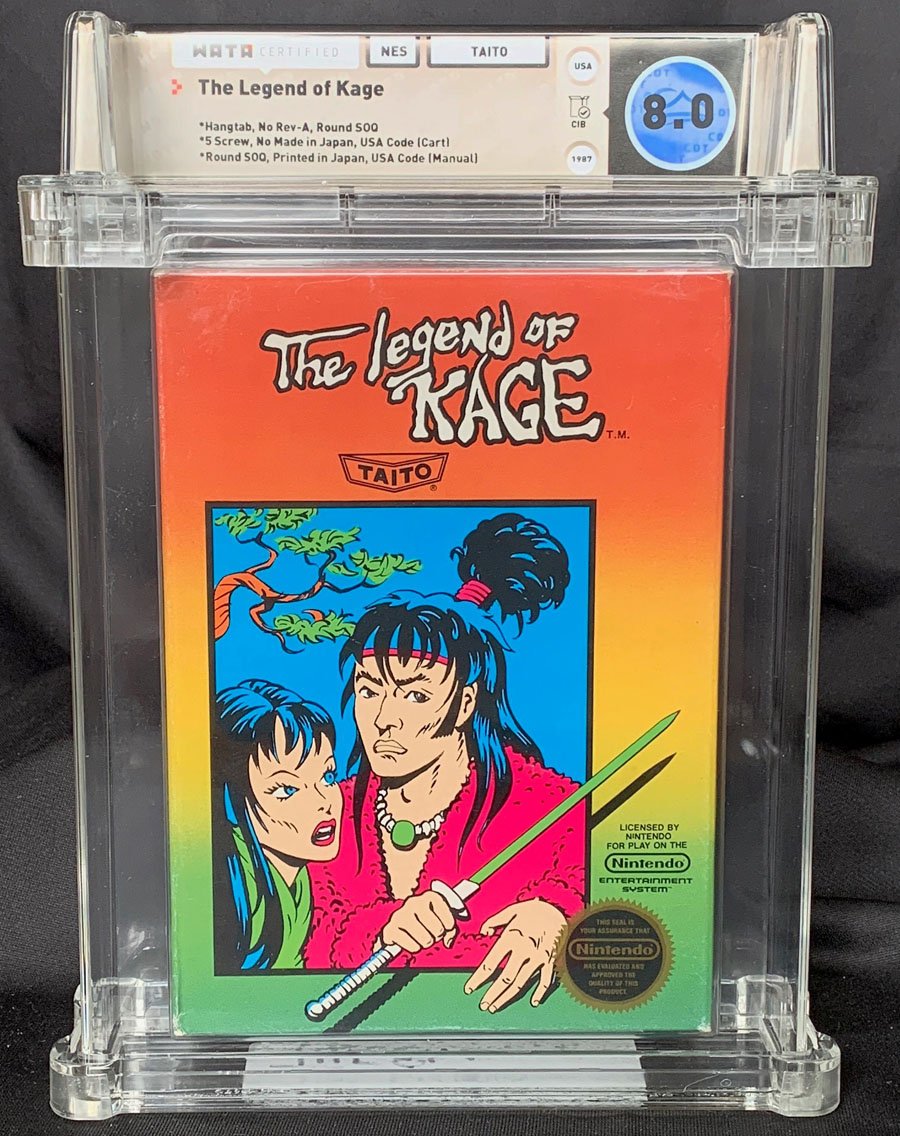 WATA CERTIFIED
NES
TAITO
The Legend of Kage
*Hangtab, No Rev-A, Round SOQ
*5 Screw, No Made in Japan, USA Code (Cart)
*Round SOQ, Printed in Japan, USA Code (Manual)
USA
CIB
1987
8.0
The Legend of
KAGE
T.M.
TAITO
®
LICENSED BY
NINTENDO
FOR PLAY ON THE
Nintendo®
ENTERTAINMENT
SYSTEM™
THIS SEAL IS
YOUR ASSURANCE THAT
Nintendo®
HAS EVALUATED AND
APPROVED THE
QUALITY OF THIS
PRODUCT.